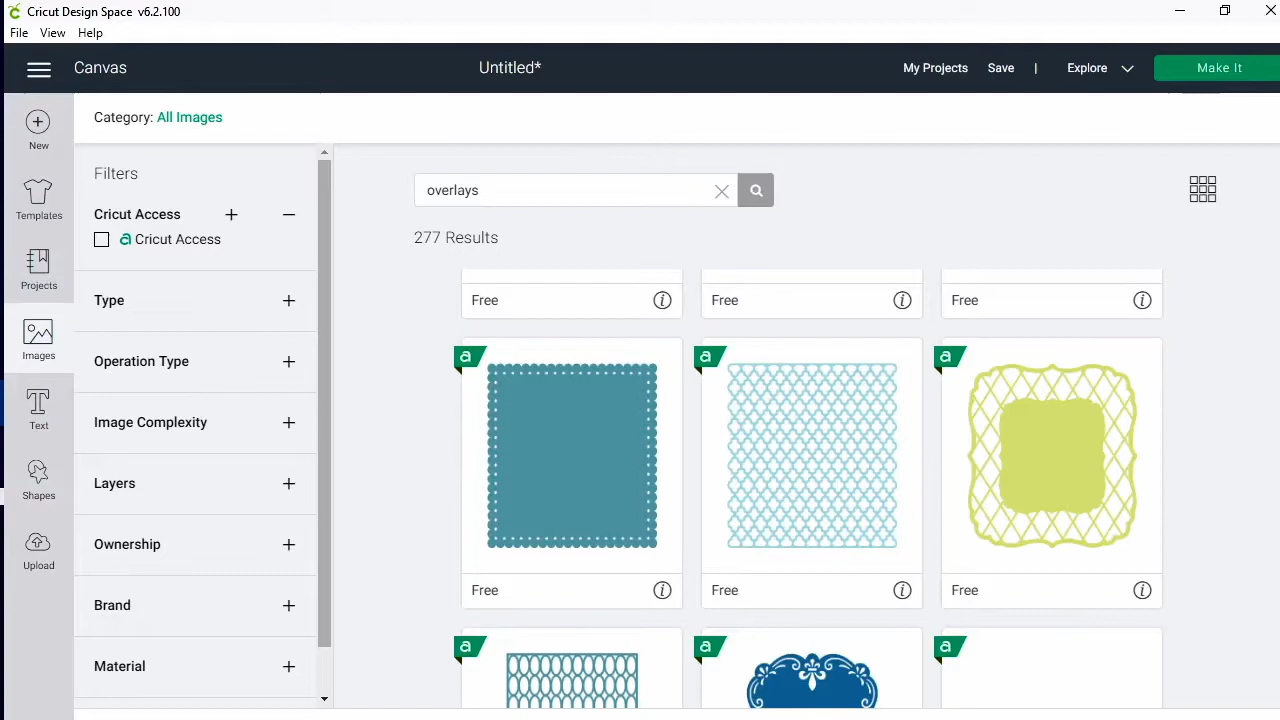 Cricut Design Space v6.2.100
File View Help
Canvas
Untitled*
My Projects Save | Explore Make It
Category: All Images
New
Templates
Projects
Images
Text
Shapes
Upload
Filters
Cricut Access
a Cricut Access
Type
Operation Type
Image Complexity
Layers
Ownership
Brand
Material
overlays
277 Results
Free
Free
Free
a
a
a
Free
Free
Free
a
a
a